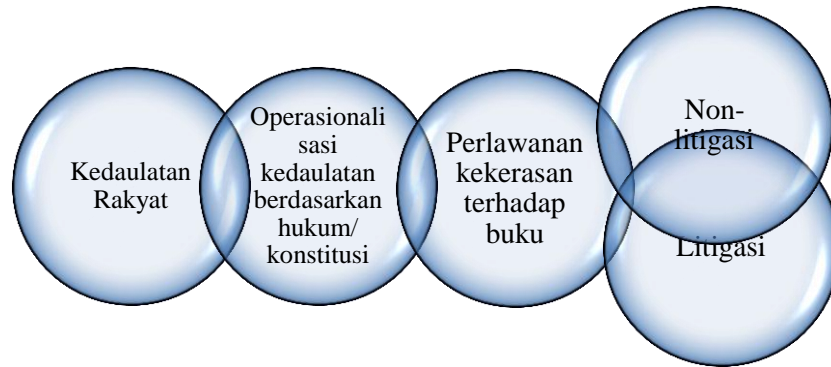 Kedaulatan
Rakyat
Operasionali
sasi
kedaulatan
berdasarkan
hukum/
konstitusi
Perlawanan
kekerasan
terhadap
buku
Non-
litigasi
Litigasi